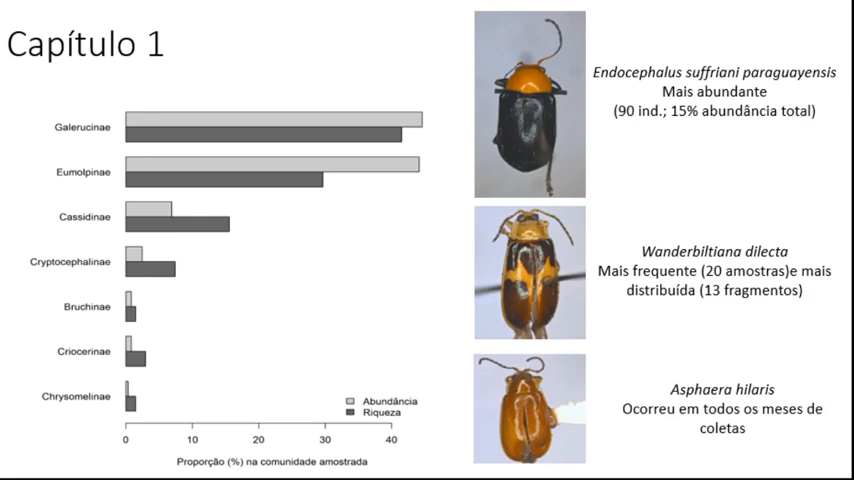 Capítulo 1
Galerucinae
Eumolpinae
Cassidinae
Cryptocephalinae
Bruchinae
Criocerinae
Chrysomelinae
Abundância
Riqueza
0 10 20 30 40
Proporção (%) na comunidade amostrada
Endocephalus suffriani paraguayensis
Mais abundante
(90 ind.; 15% abundância total)
Wanderbiltiana dilecta
Mais frequente (20 amostras)e mais
distribuída (13 fragmentos)
Asphaera hilaris
Ocorreu em todos os meses de
coletas